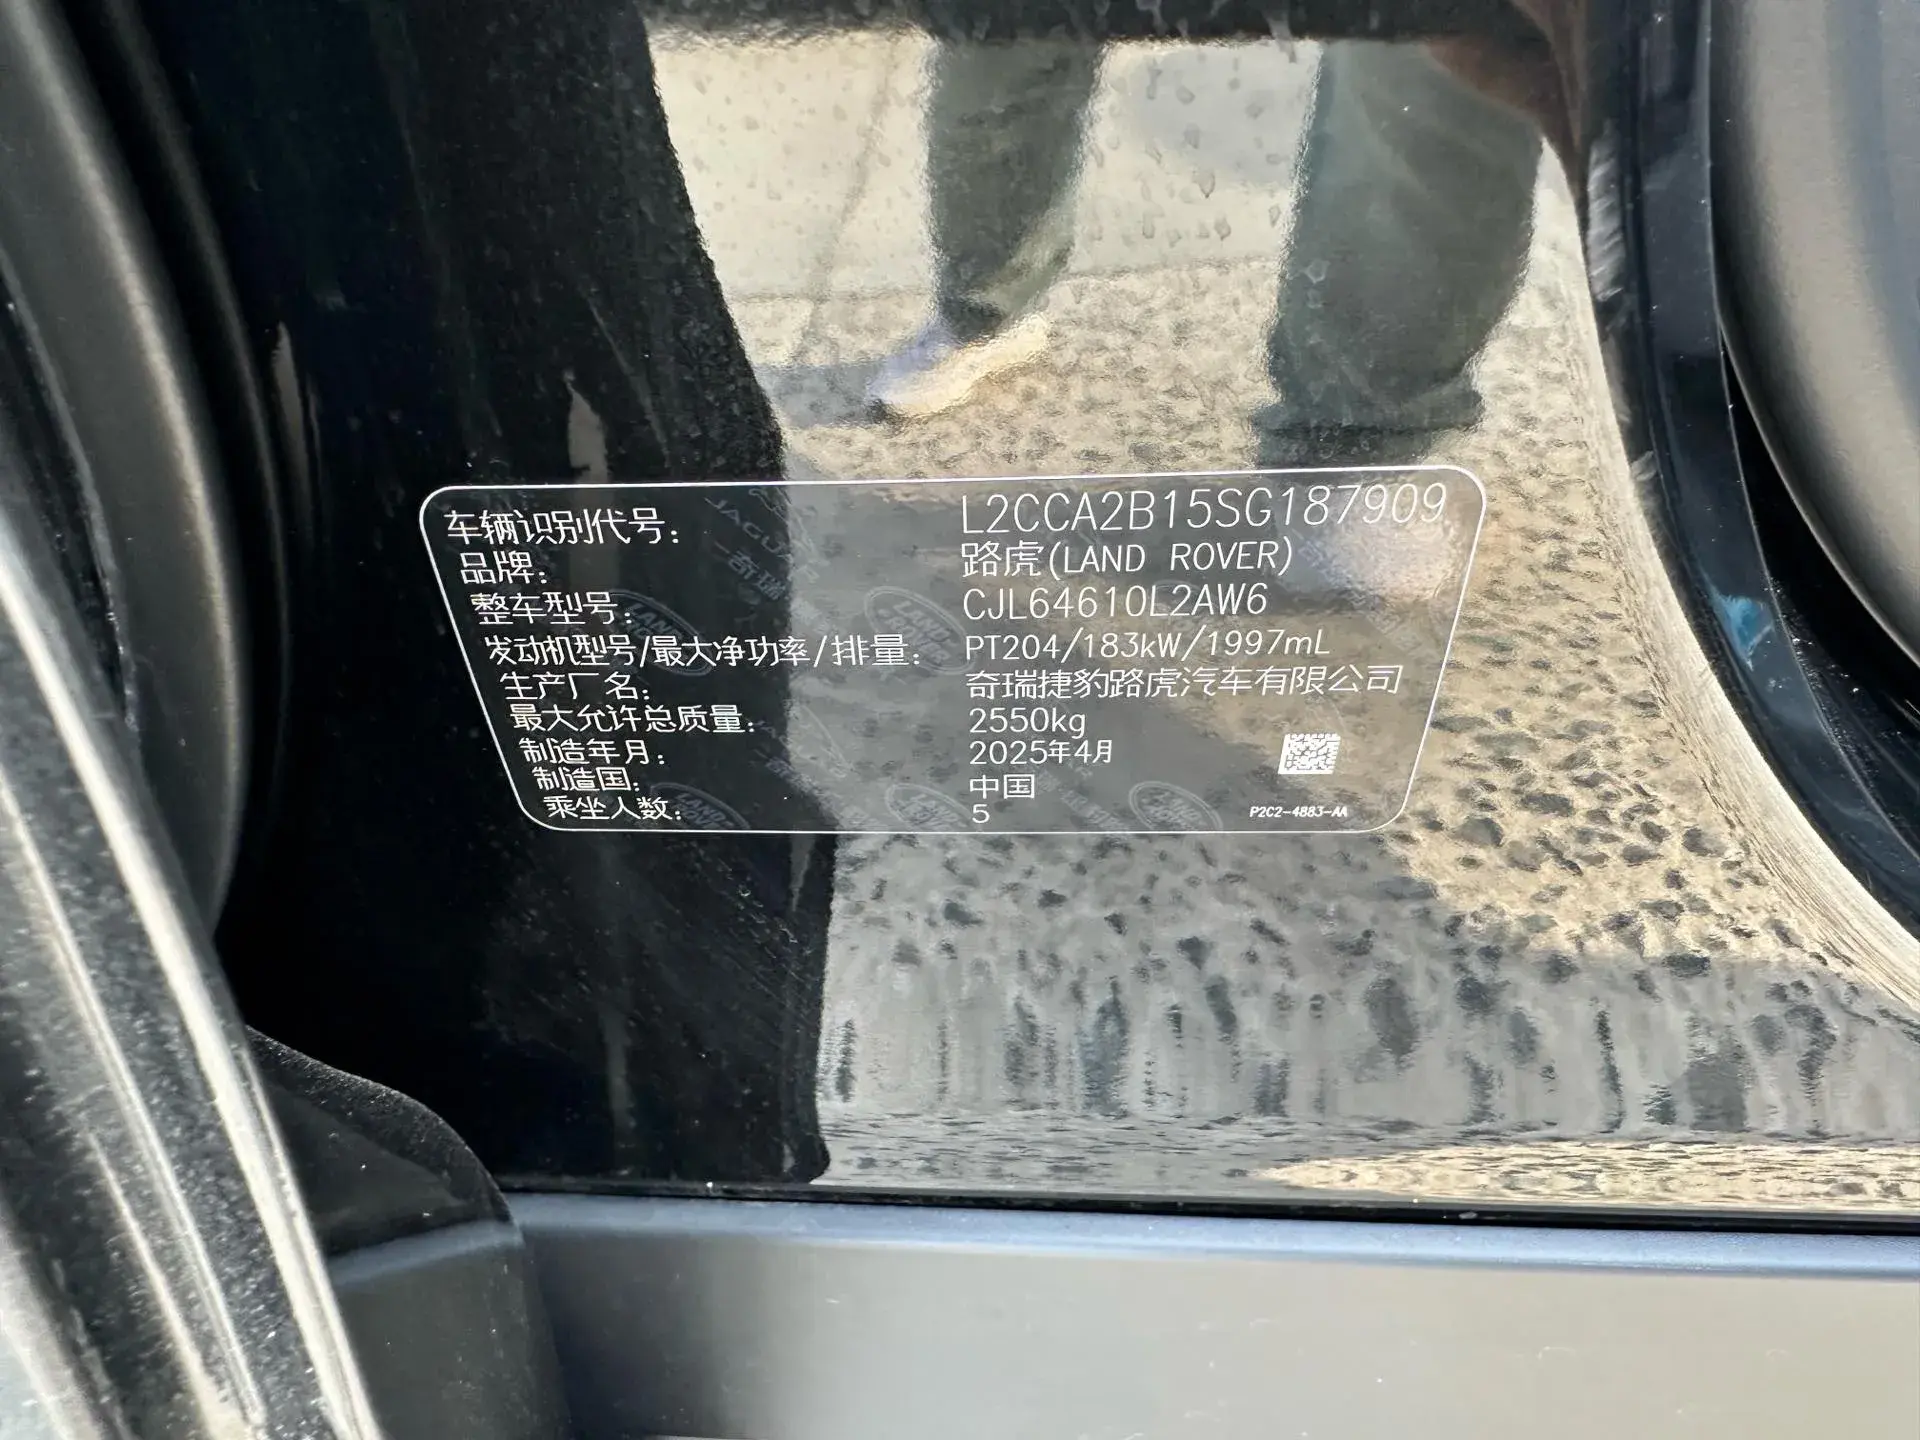 车辆识别代号： L2CCA2B15SG187909
品牌： 路虎(LAND ROVER)
整车型号： CJL64610L2AW6
发动机型号/最大净功率/排量： PT204/183kW/1997mL
生产厂名： 奇瑞捷豹路虎汽车有限公司
最大允许总质量： 2550kg
制造年月： 2025年4月
制造国： 中国
乘坐人数： 5
P2C2-4883-AA